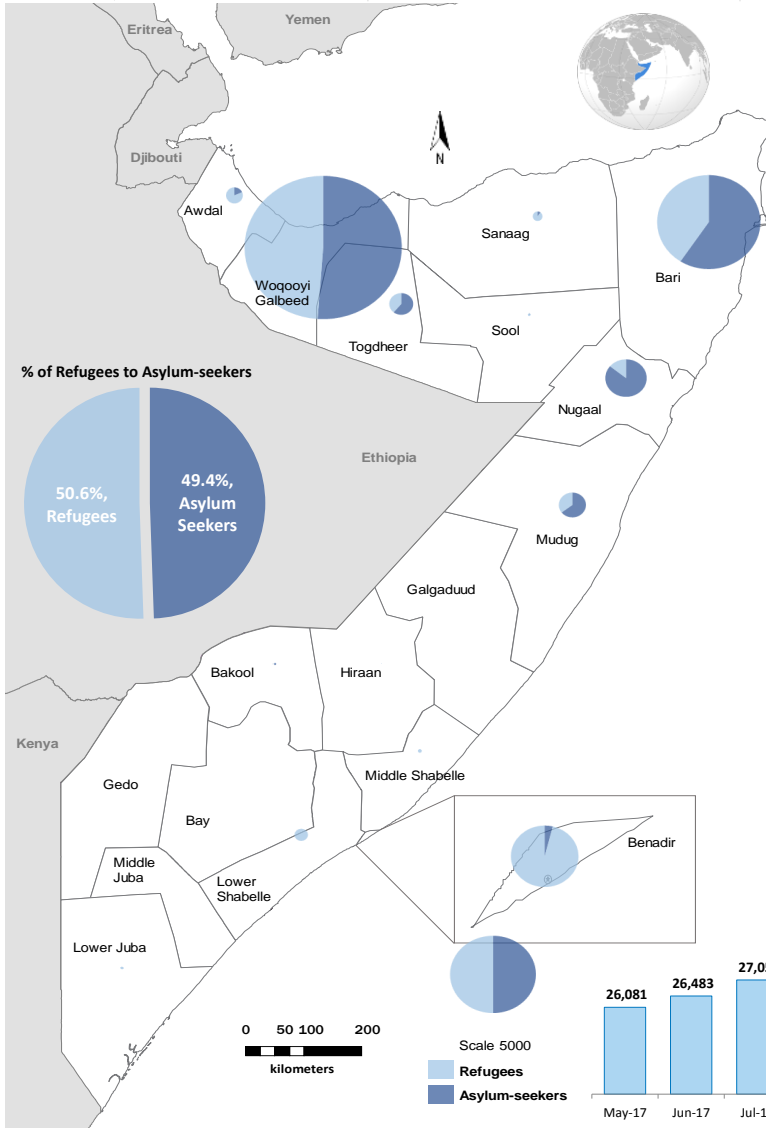 Yemen
Eritrea
Djibouti
N
Awdal
Sanaag
Bari
Woqooyi
Galbeed
Sool
Togdheer
% of Refugees to Asylum-seekers
Nugaal
Ethiopia
50.6%,
Refugees
49.4%,
Asylum
Seekers
Mudug
Galgaduud
Bakool
Hiraan
Kenya
Gedo
Middle Shabelle
Bay
Benadir
Middle
Juba
Lower
Shabelle
Lower Juba
0 50 100 200
kilometers
Scale 5000
Refugees
Asylum-seekers
26,081
26,483
May-17
Jun-17